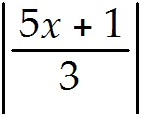 |5x + 1 / 3|